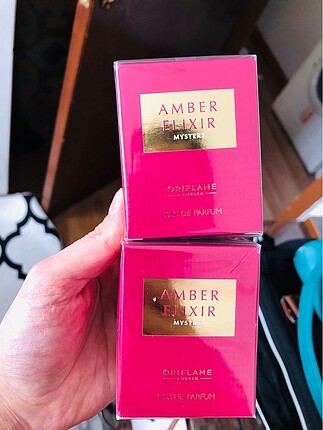 AMBER
ELIXIR
MYSTERY
ORIFLAME
SWEDEN
EAU DE PARFUM
AMBER
ELIXIR
MYSTERY
ORIFLAME
SWEDEN
EAU DE PARFUM